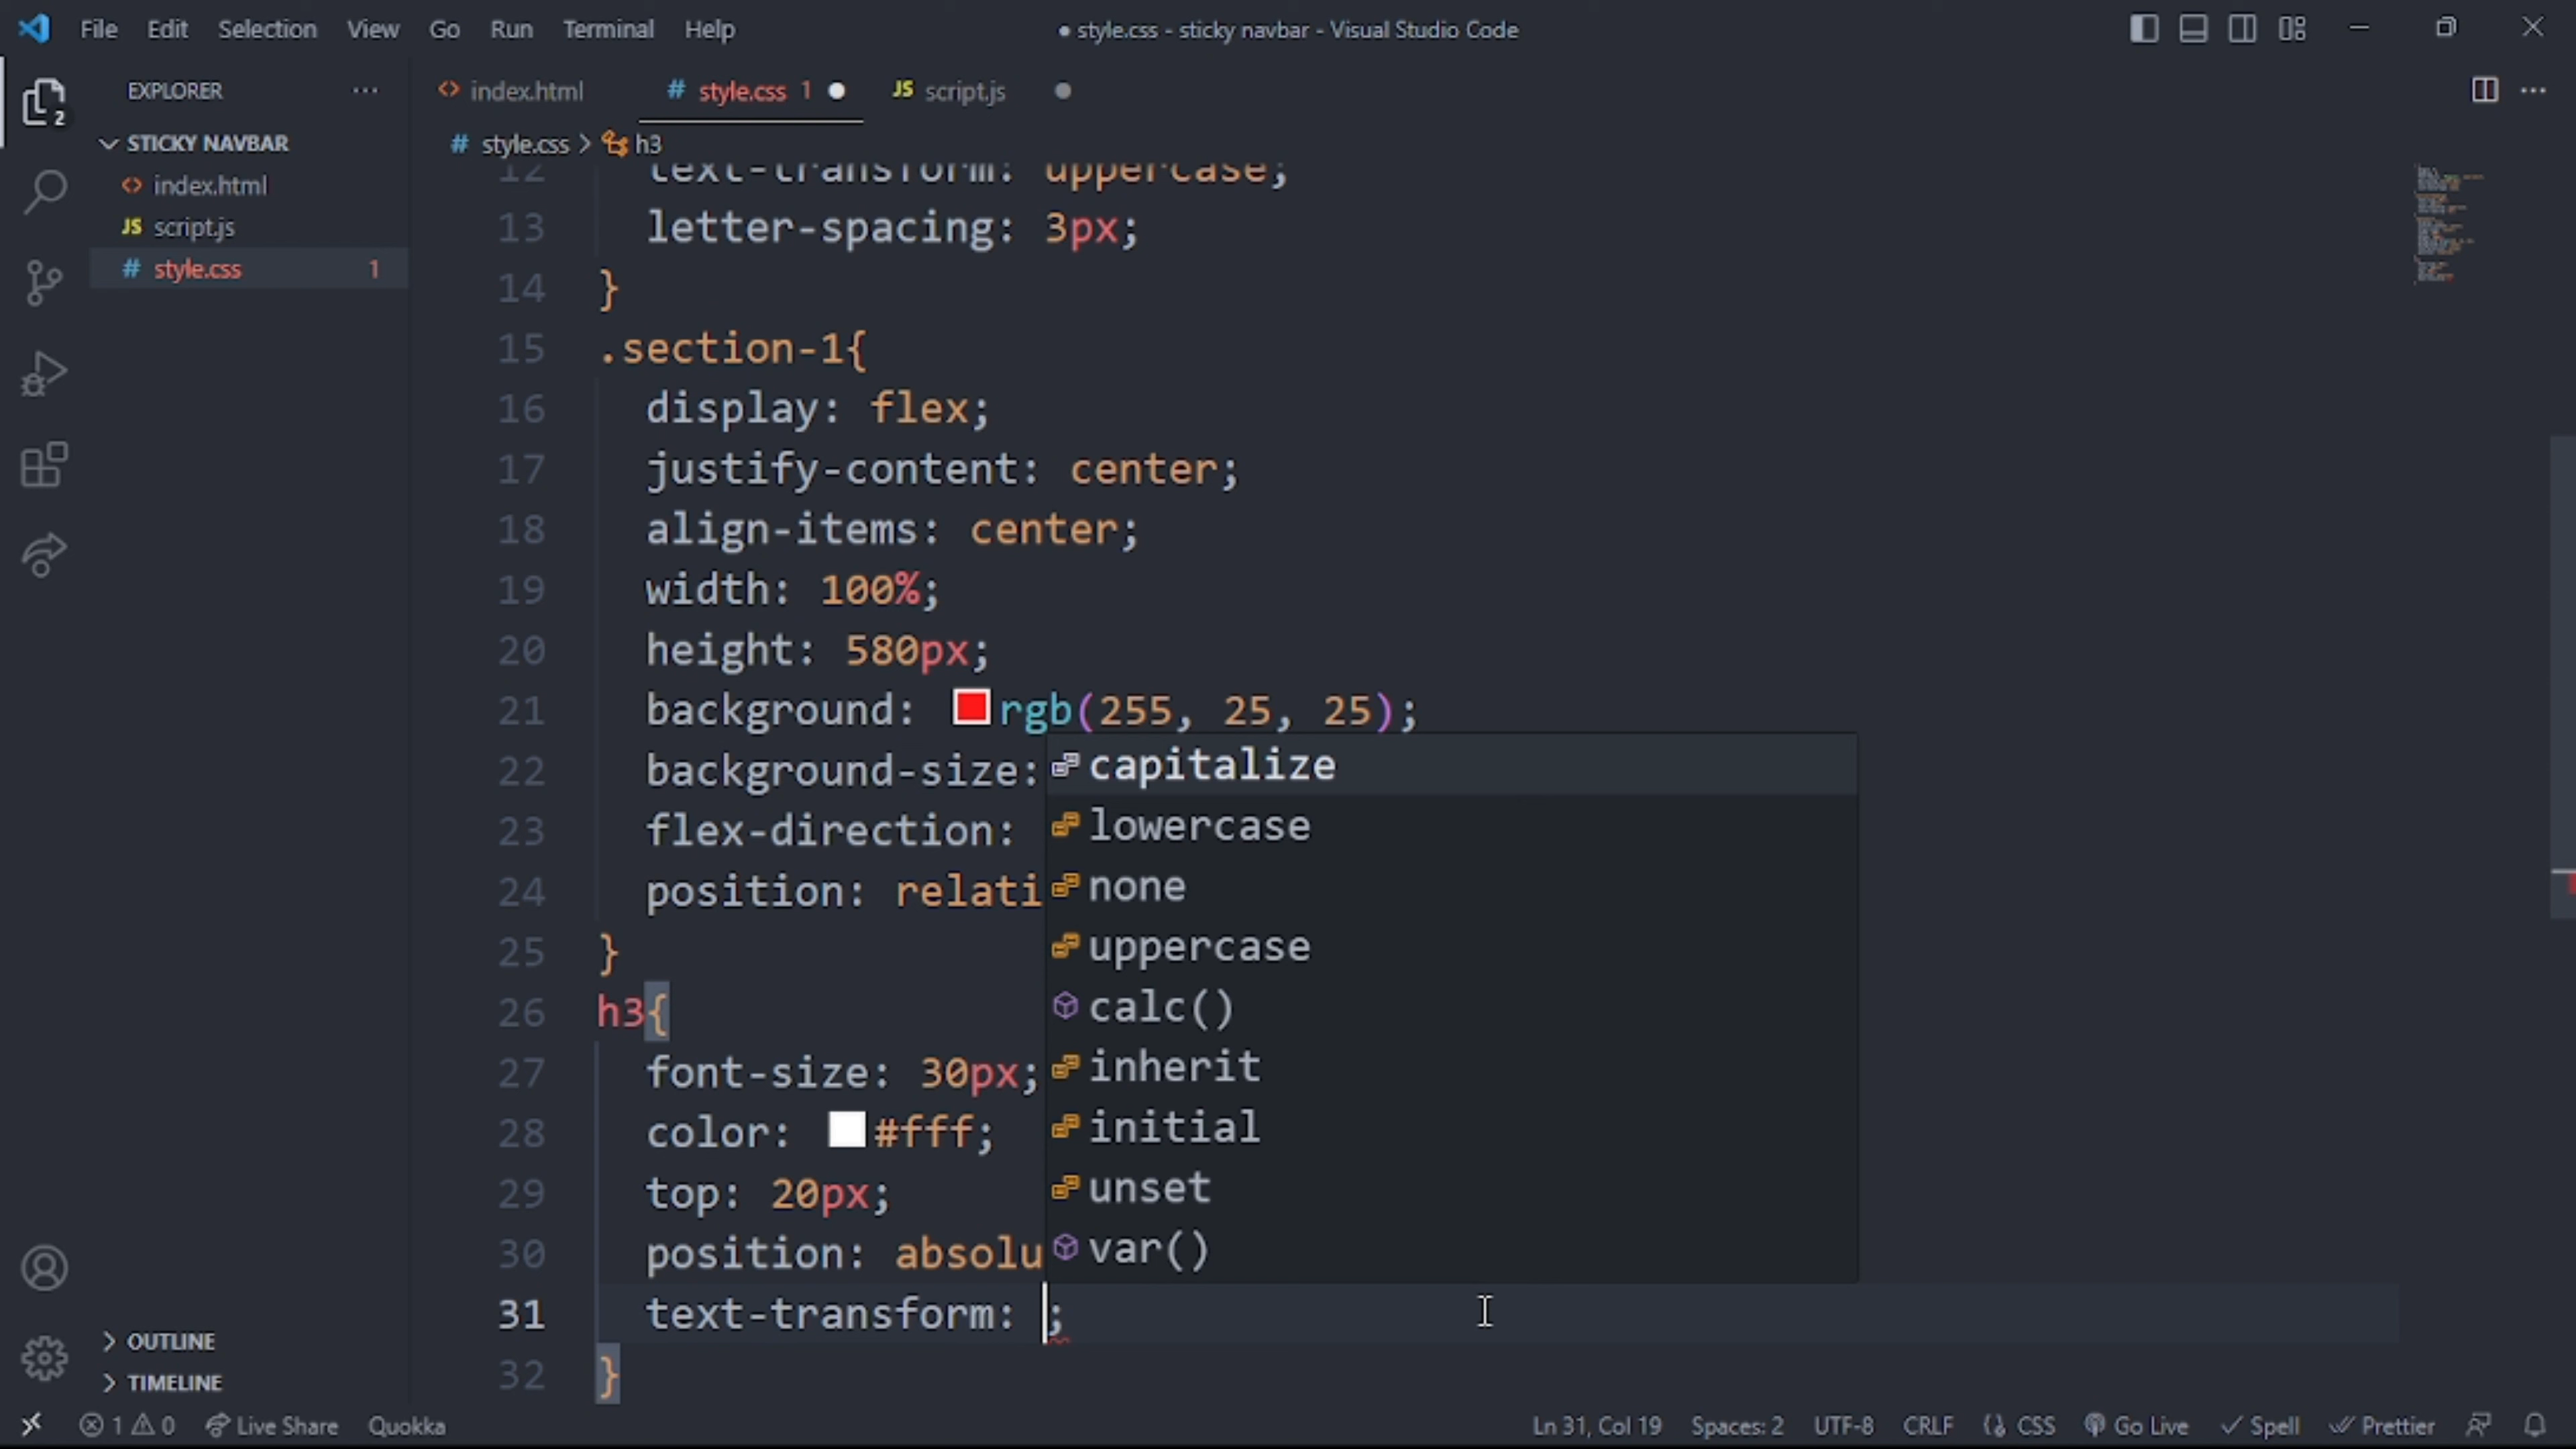 File Edit Selection View Go Run Terminal Help
● style.css - sticky navbar - Visual Studio Code
EXPLORER
STICKY NAVBAR
index.html
JS script.js
# style.css 1
2
OUTLINE
TIMELINE
index.html
# style.css 1
JS script.js
# style.css > h3
12 text-transform: uppercase;
13 letter-spacing: 3px;
14 }
15 .section-1{
16 display: flex;
17 justify-content: center;
18 align-items: center;
19 width: 100%;
20 height: 580px;
21 background: rgb(255, 25, 25);
22 background-size:
23 flex-direction:
24 position: relati
25 }
26 h3{
27 font-size: 30px;
28 color: #fff;
29 top: 20px;
30 position: absolu
31 text-transform: ;
32 }
capitalize
lowercase
none
uppercase
calc()
inherit
initial
unset
var()
1 0 Live Share Quokka
Ln 31, Col 19 Spaces: 2 UTF-8 CRLF CSS Go Live Spell Prettier